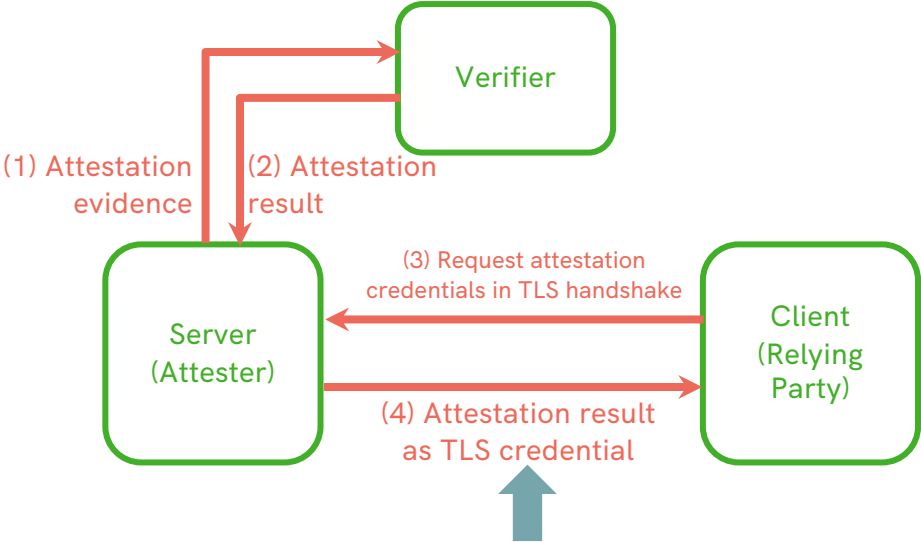 Verifier
(1) Attestation
evidence
(2) Attestation
result
(3) Request attestation
credentials in TLS handshake
Server
(Attester)
Client
(Relying
Party)
(4) Attestation result
as TLS credential